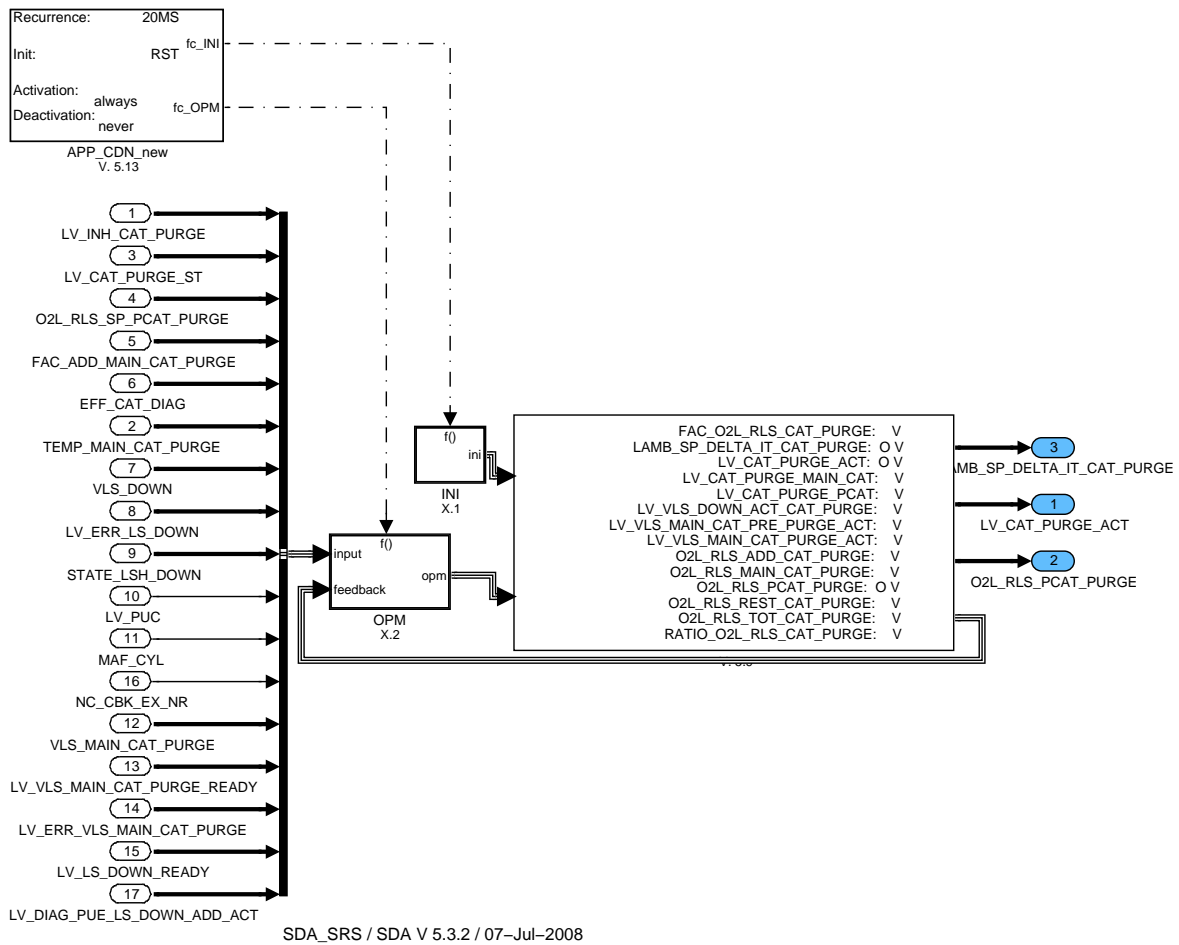 Recurrence: 20MS
Init: RST
Activation: always
Deactivation: never
fc_INI
fc_OPM
APP_CDN_new
V. 5.13
1
LV_INH_CAT_PURGE
3
LV_CAT_PURGE_ST
4
O2L_RLS_SP_PCAT_PURGE
5
FAC_ADD_MAIN_CAT_PURGE
6
EFF_CAT_DIAG
2
TEMP_MAIN_CAT_PURGE
7
VLS_DOWN
8
LV_ERR_LS_DOWN
9
STATE_LSH_DOWN
10
LV_PUC
11
MAF_CYL
16
NC_CBK_EX_NR
12
VLS_MAIN_CAT_PURGE
13
LV_VLS_MAIN_CAT_PURGE_READY
14
LV_ERR_VLS_MAIN_CAT_PURGE
15
LV_LS_DOWN_READY
17
LV_DIAG_PUE_LS_DOWN_ADD_ACT
f()
ini
INI
X.1
f()
input
feedback
opm
OPM
X.2
FAC_O2L_RLS_CAT_PURGE: V
LAMB_SP_DELTA_IT_CAT_PURGE: O V
LV_CAT_PURGE_ACT: O V
LV_CAT_PURGE_MAIN_CAT: V
LV_CAT_PURGE_PCAT: V
LV_VLS_DOWN_ACT_CAT_PURGE: V
LV_VLS_MAIN_CAT_PRE_PURGE_ACT: V
LV_VLS_MAIN_CAT_PURGE_ACT: V
O2L_RLS_ADD_CAT_PURGE: V
O2L_RLS_MAIN_CAT_PURGE: V
O2L_RLS_PCAT_PURGE: O V
O2L_RLS_REST_CAT_PURGE: V
O2L_RLS_TOT_CAT_PURGE: V
RATIO_O2L_RLS_CAT_PURGE: V
3
AMB_SP_DELTA_IT_CAT_PURGE
1
LV_CAT_PURGE_ACT
2
O2L_RLS_PCAT_PURGE
SDA_SRS / SDA V 5.3.2 / 07–Jul–2008